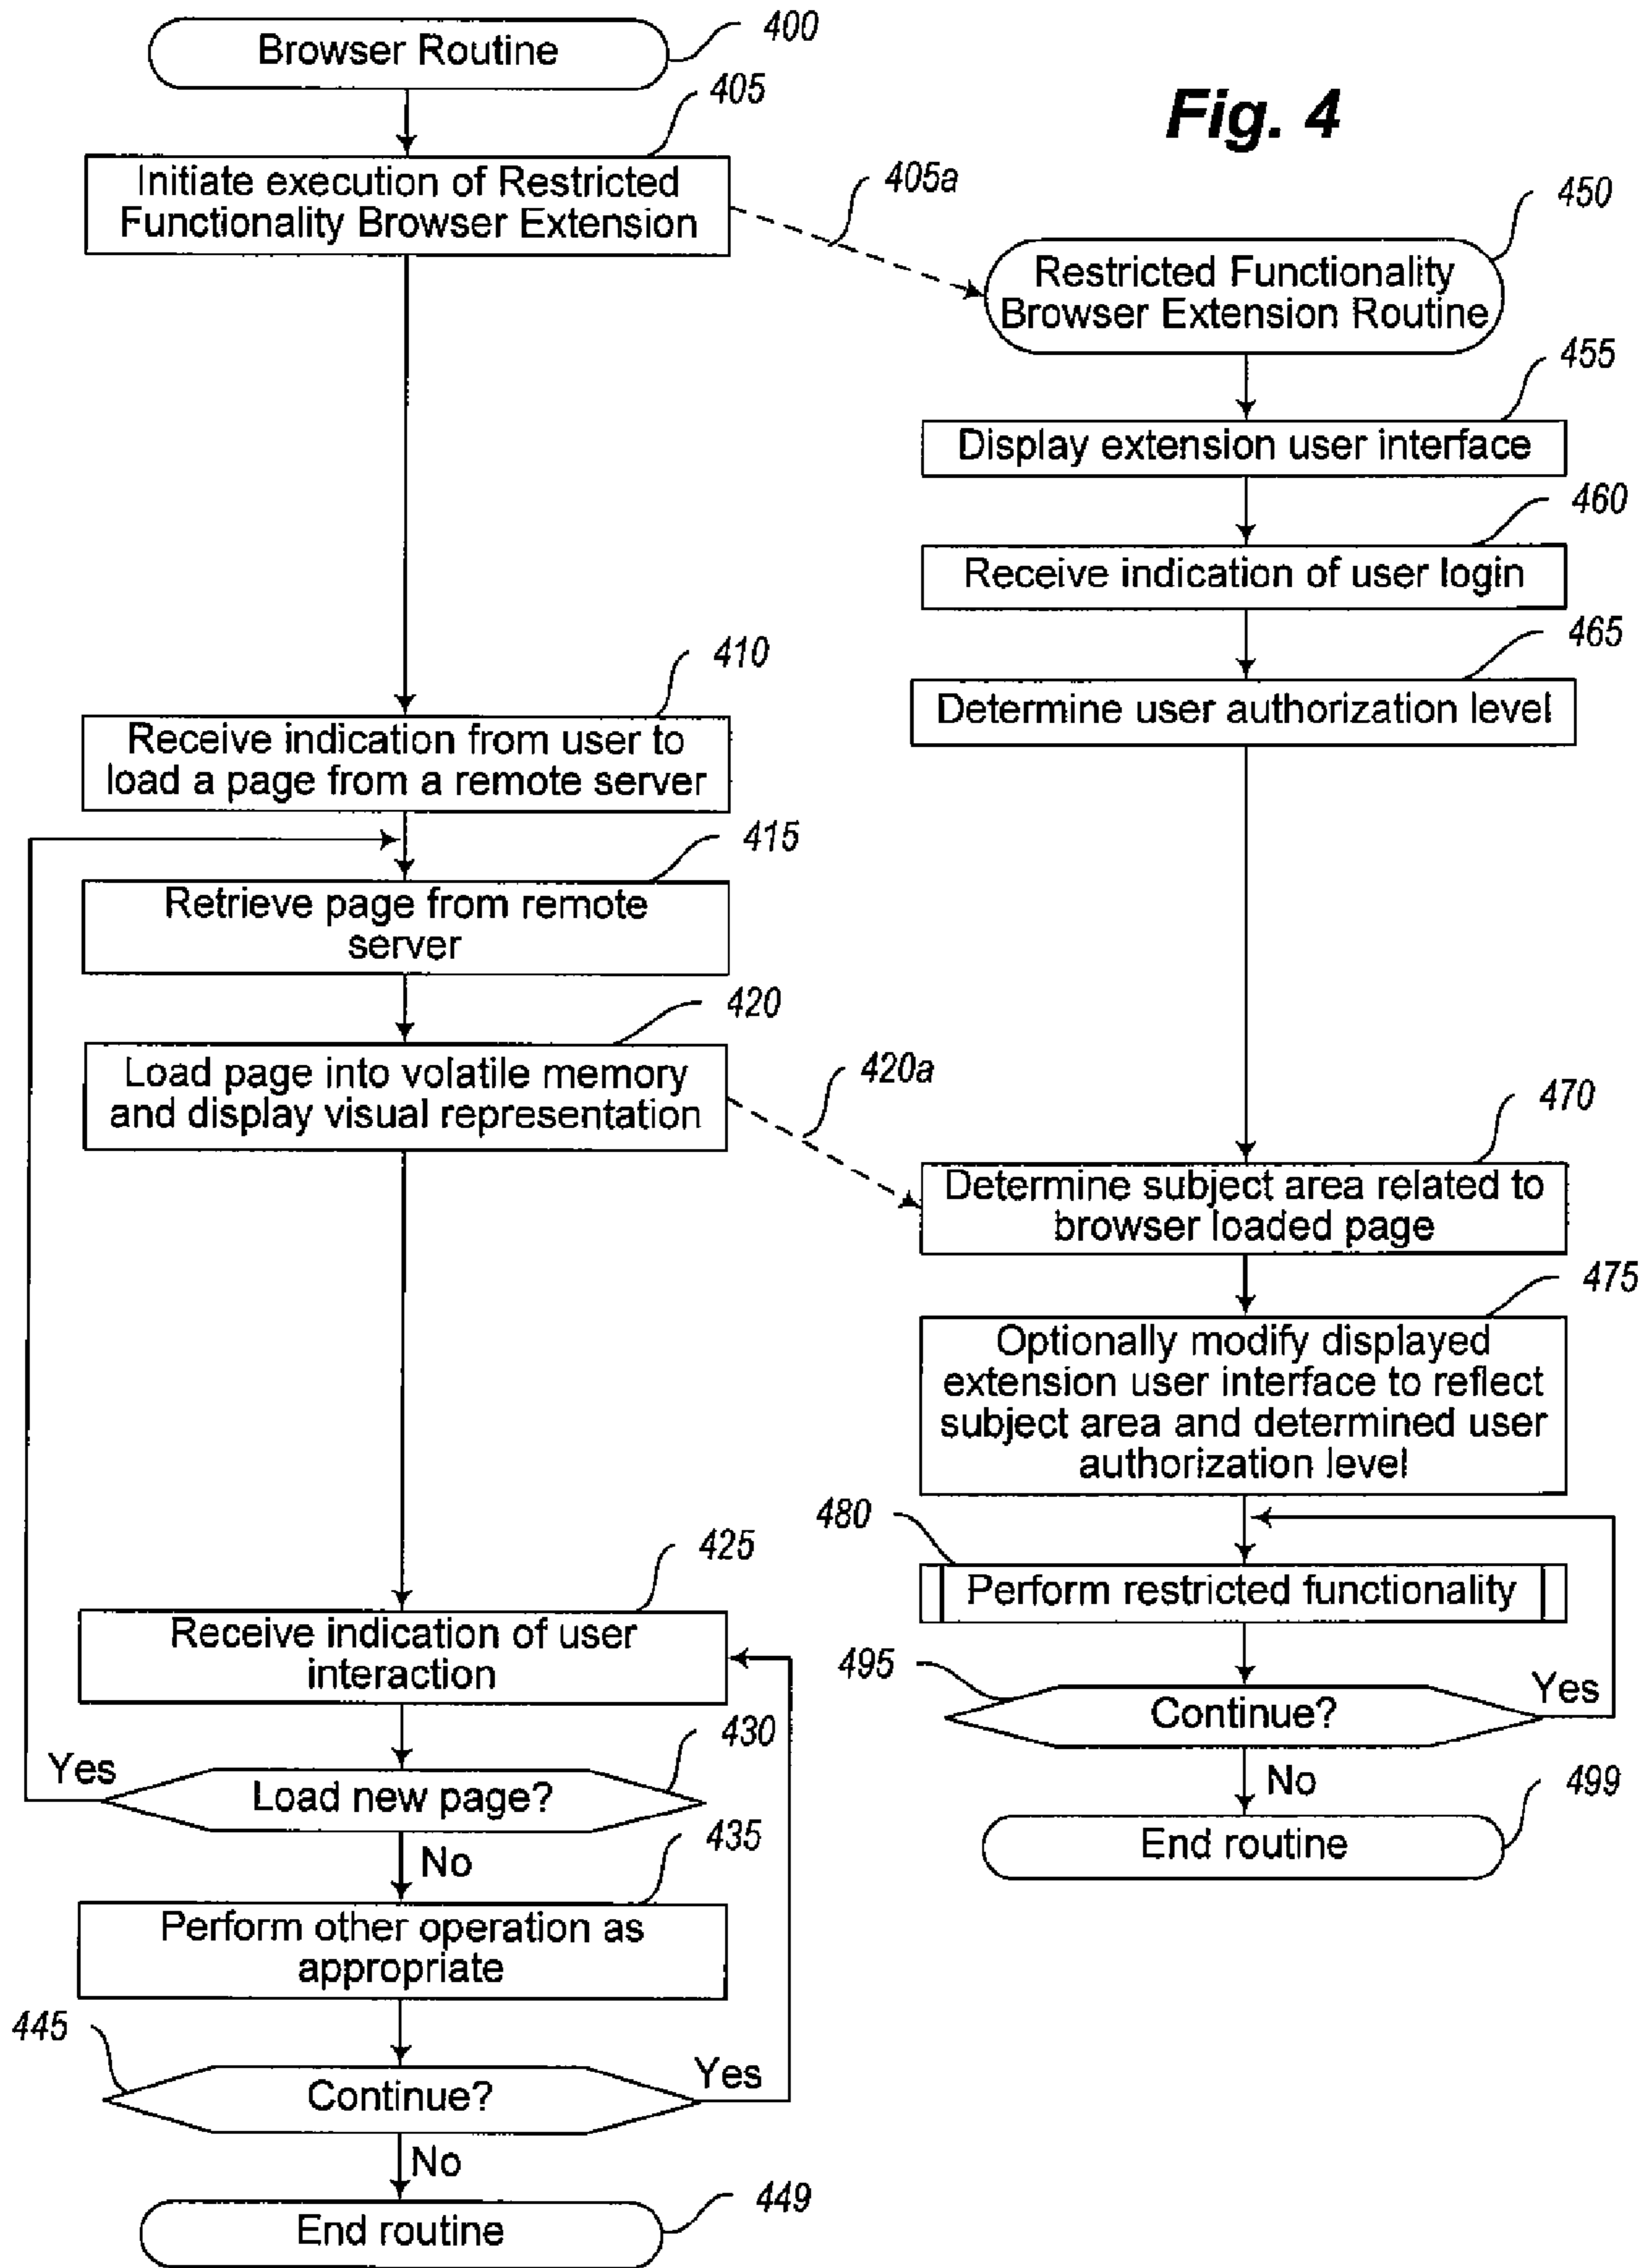 Browser Routine
400
405
Fig. 4
Initiate execution of Restricted
Functionality Browser Extension
405a
450
Restricted Functionality
Browser Extension Routine
455
Display extension user interface
460
Receive indication of user login
465
Determine user authorization level
410
Receive indication from user to
load a page from a remote server
415
Retrieve page from remote
server
420
Load page into volatile memory
and display visual representation
420a
470
Determine subject area related to
browser loaded page
475
Optionally modify displayed
extension user interface to reflect
subject area and determined user
authorization level
480
Perform restricted functionality
495
Continue?
Yes
No
499
End routine
425
Receive indication of user
interaction
430
Yes
Load new page?
435
No
Perform other operation as
appropriate
445
Continue?
Yes
No
449
End routine